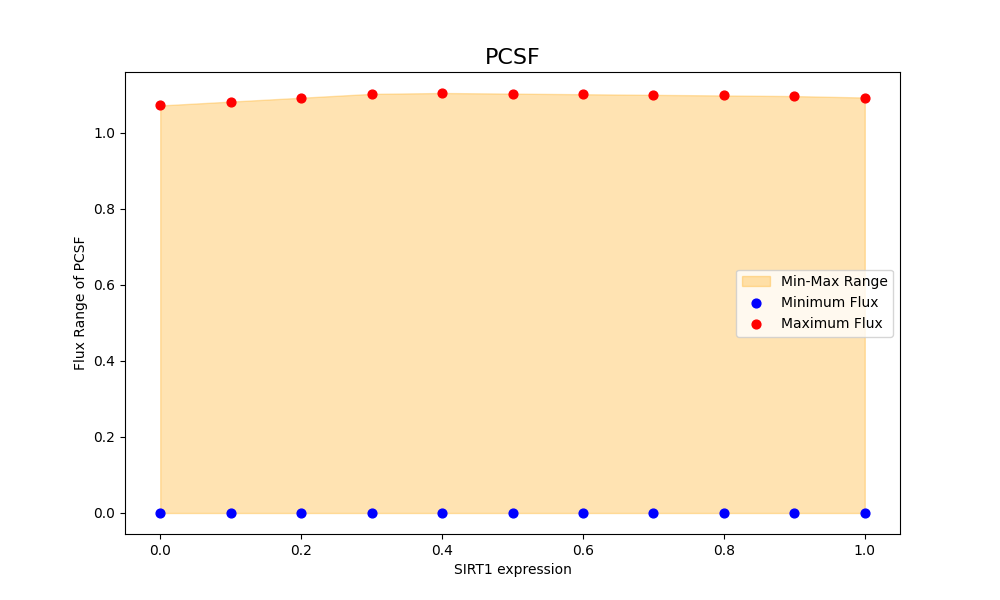 PCSF
Flux Range of PCSF
1.0
0.8
0.6
0.4
0.2
0.0
Min-Max Range
Minimum Flux
Maximum Flux
0.0 0.2 0.4 0.6 0.8 1.0
SIRT1 expression